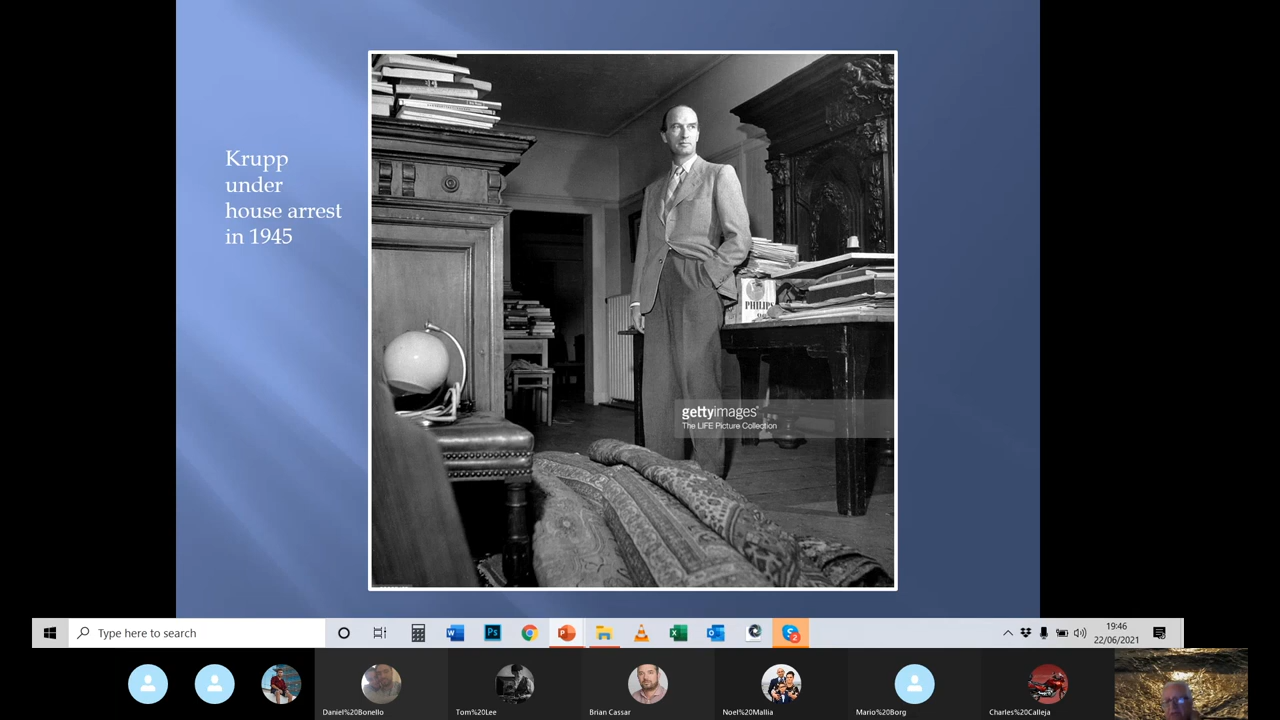 Krupp
under
house arrest
in 1945
PHILIPS
gettyimages®
The LIFE Picture Collection
Type here to search
19:46
22/06/2021
2
Daniel%20Bonello
Tom%20Lee
Brian Cassar
Noel%20Mallia
Mario%20Borg
Charles%20Calleja